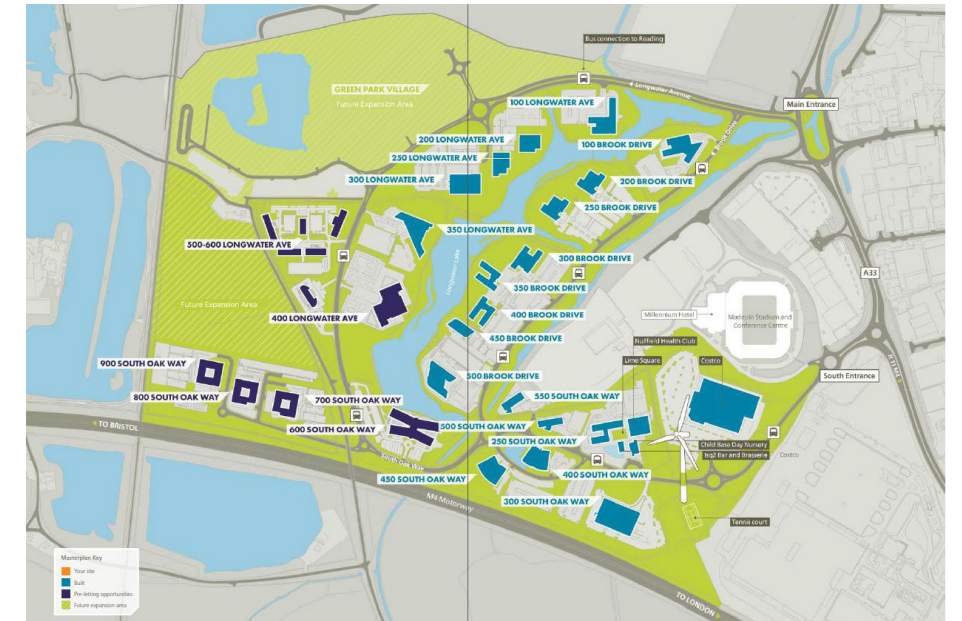 Bus connection to Reading
GREEN PARK VILLAGE
Future Expansion Area
Longwater Avenue
100 LONGWATER AVE
Main Entrance
200 LONGWATER AVE
100 BROOK DRIVE
Brook Drive
250 LONGWATER AVE
300 LONGWATER AVE
200 BROOK DRIVE
250 BROOK DRIVE
350 LONGWATER AVE
500-600 LONGWATER AVE
Longwater Lake
300 BROOK DRIVE
A33
350 BROOK DRIVE
Future Expansion Area
400 LONGWATER AVE
400 BROOK DRIVE
Millennium Hotel
Madejski Stadium and
Conference Centre
450 BROOK DRIVE
Nuffield Health Club
Lime Square
Costco
900 SOUTH OAK WAY
500 BROOK DRIVE
South Entrance
800 SOUTH OAK WAY
700 SOUTH OAK WAY
550 SOUTH OAK WAY
600 SOUTH OAK WAY
500 SOUTH OAK WAY
TO BRISTOL
250 SOUTH OAK WAY
Child Base Day Nursery
Bar and Brasserie
Costco
South Oak Way
450 SOUTH OAK WAY
400 SOUTH OAK WAY
M4 Motorway
300 SOUTH OAK WAY
Tennis court
TO LONDON
Masterplan Key
Your site
Built
Pre-letting opportunities
Future expansion area